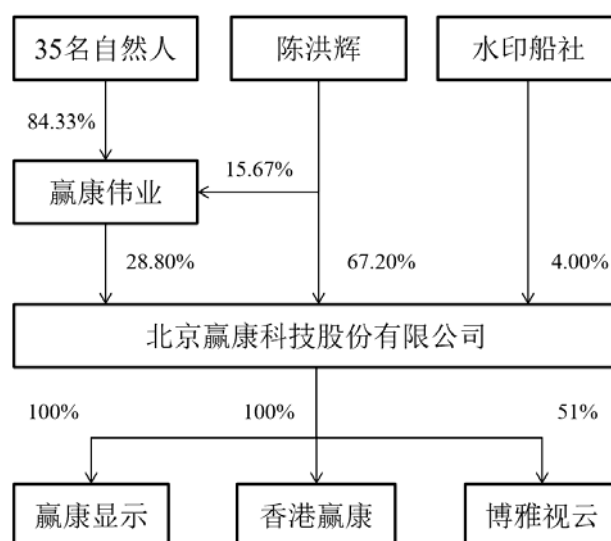 35名自然人
陈洪辉
水印船社
84.33%
15.67%
赢康伟业
28.80%
67.20%
4.00%
北京赢康科技股份有限公司
100%
100%
51%
赢康显示
香港赢康
博雅视云